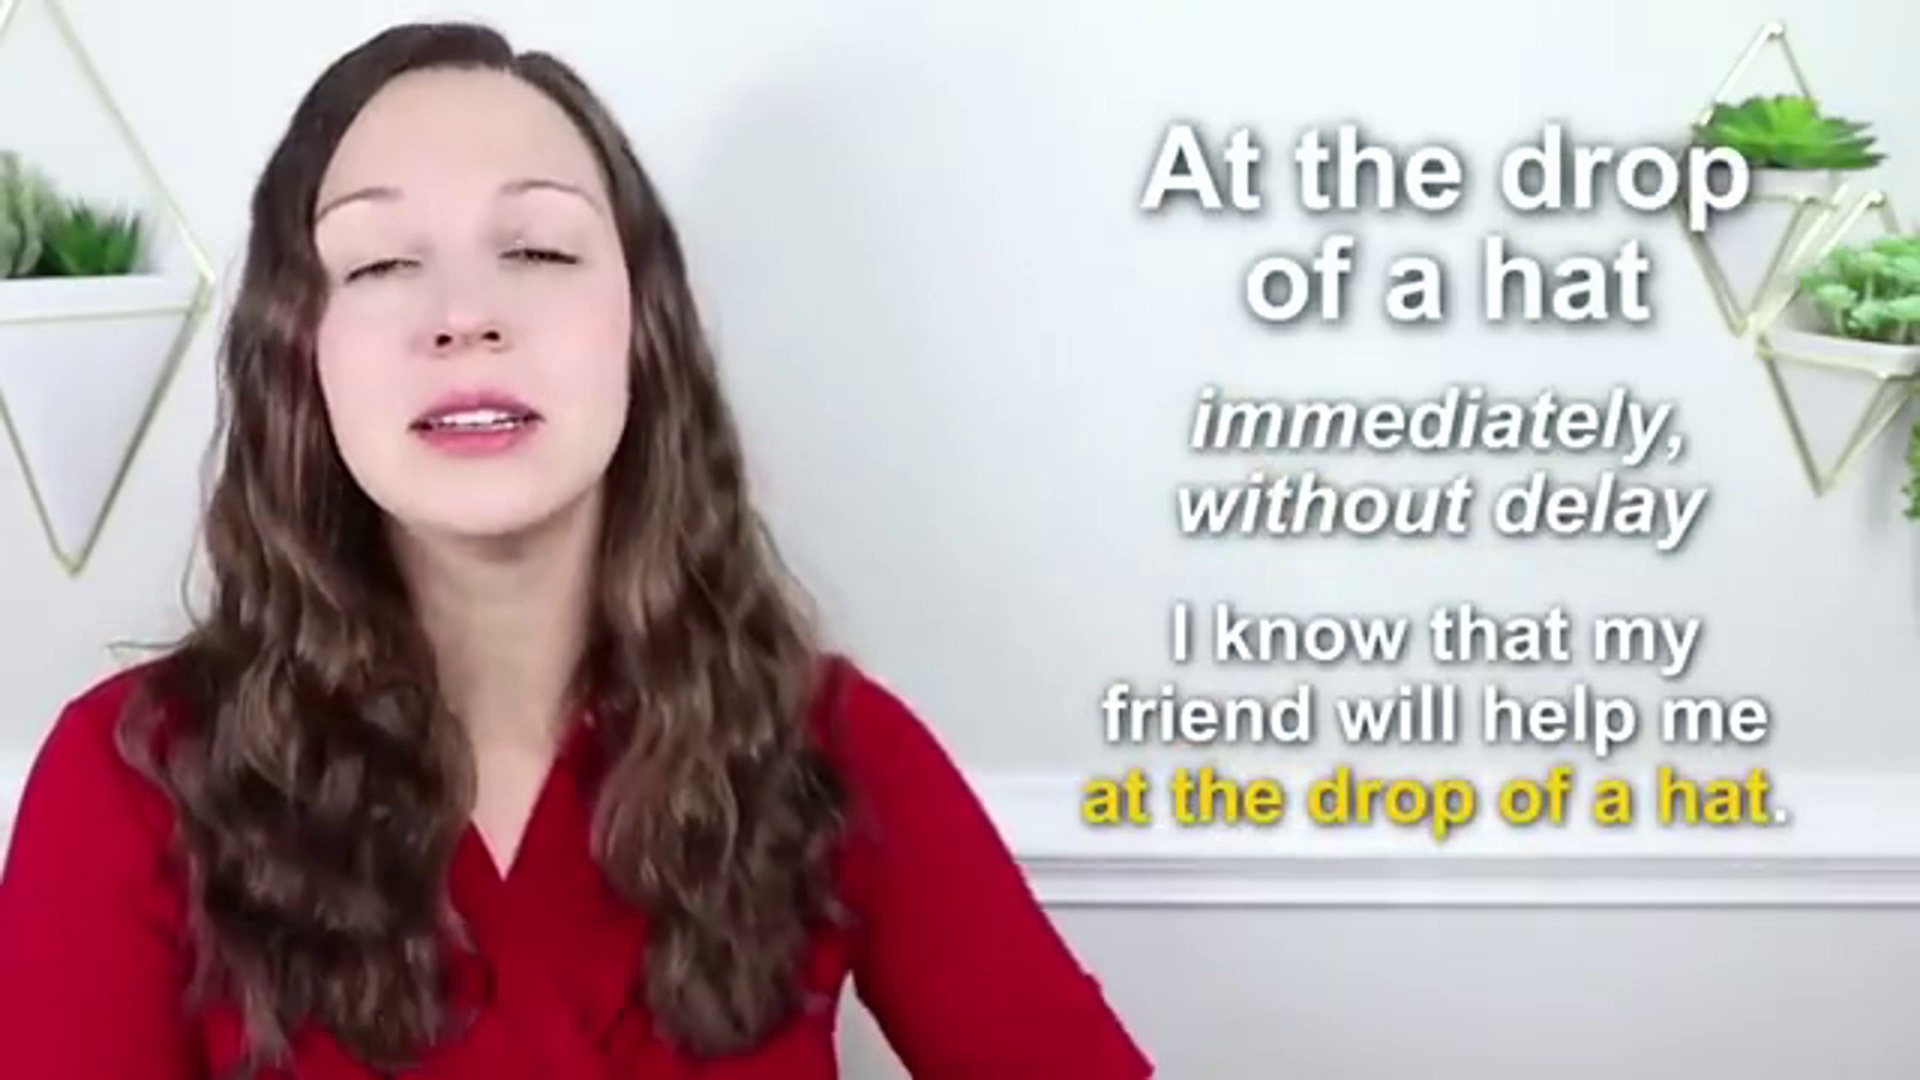 At the drop
of a hat
immediately,
without delay
I know that my
friend will help me
at the drop of a hat.